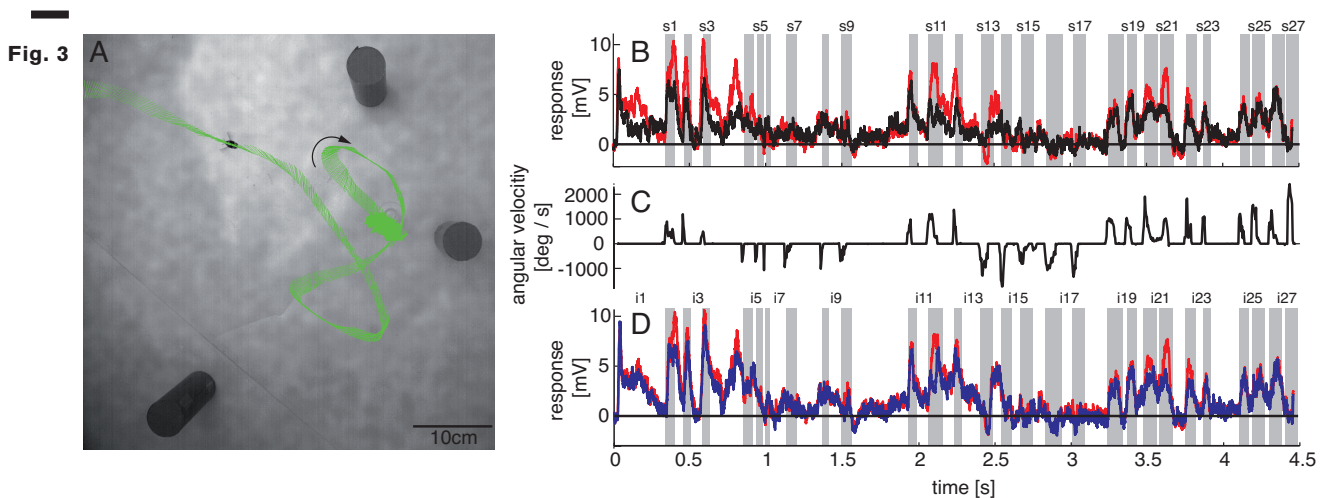 Fig. 3
A
10cm
s1 s3 s5 s7 s9 s11 s13 s15 s17 s19 s21 s23 s25 s27
B
10
5
0
response
[mV]
C
2000
1000
0
-1000
angular velocitiy
[deg / s]
i1 i3 i5 i7 i9 i11 i13 i15 i17 i19 i21 i23 i25 i27
D
10
5
0
response
[mV]
0 0.5 1 1.5 2 2.5 3 3.5 4 4.5
time [s]